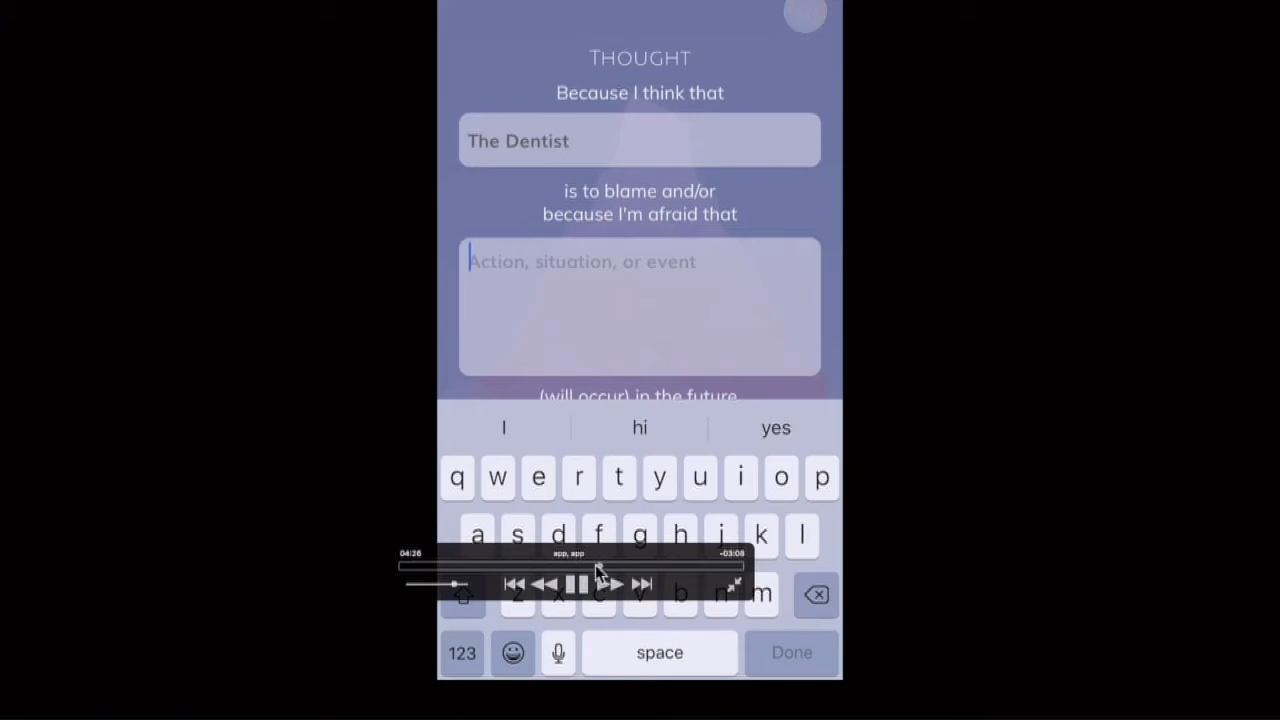 THOUGHT
Because I think that
The Dentist
is to blame and/or
because I'm afraid that
Action, situation, or event
(will occur) in the future
I hi yes
q w e r t y u i o p
a s d f g h j k l
04:26 app, app -03:08
z x c v b n m
123 space Done